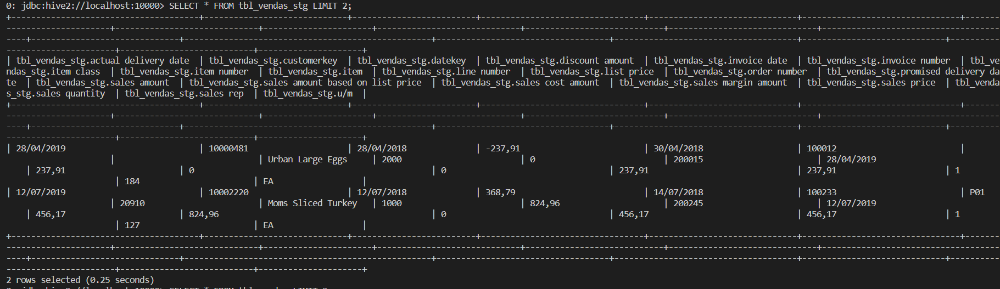 0: jdbc:hive2://localhost:10000> SELECT * FROM tbl_vendas_stg LIMIT 2;
| tbl_vendas_stg.actual delivery date | tbl_vendas_stg.customerkey | tbl_vendas_stg.datekey | tbl_vendas_stg.discount amount | tbl_vendas_stg.invoice date | tbl_vendas_stg.invoice number | tbl_ve
ndas_stg.item class | tbl_vendas_stg.item number | tbl_vendas_stg.item | tbl_vendas_stg.line number | tbl_vendas_stg.list price | tbl_vendas_stg.order number | tbl_vendas_stg.promised delivery da
te | tbl_vendas_stg.sales amount | tbl_vendas_stg.sales amount based on list price | tbl_vendas_stg.sales cost amount | tbl_vendas_stg.sales margin amount | tbl_vendas_stg.sales price | tbl_venda
s_stg.sales quantity | tbl_vendas_stg.sales rep | tbl_vendas_stg.u/m |
| 28/04/2019 | 10000481 | 28/04/2018 | -237,91 | 30/04/2018 | 100012 |
| | Urban Large Eggs | 2000 | 0 | 200015 | 28/04/2019
| 237,91 | 0 | 0 | 237,91 | 237,91 | 1
| 184 | EA |
| 12/07/2019 | 10002220 | 12/07/2018 | 368,79 | 14/07/2018 | 100233 | P01
| 20910 | Moms Sliced Turkey | 1000 | 824,96 | 200245 | 12/07/2019
| 456,17 | 824,96 | 0 | 456,17 | 456,17 | 1
| 127 | EA |
2 rows selected (0.25 seconds)